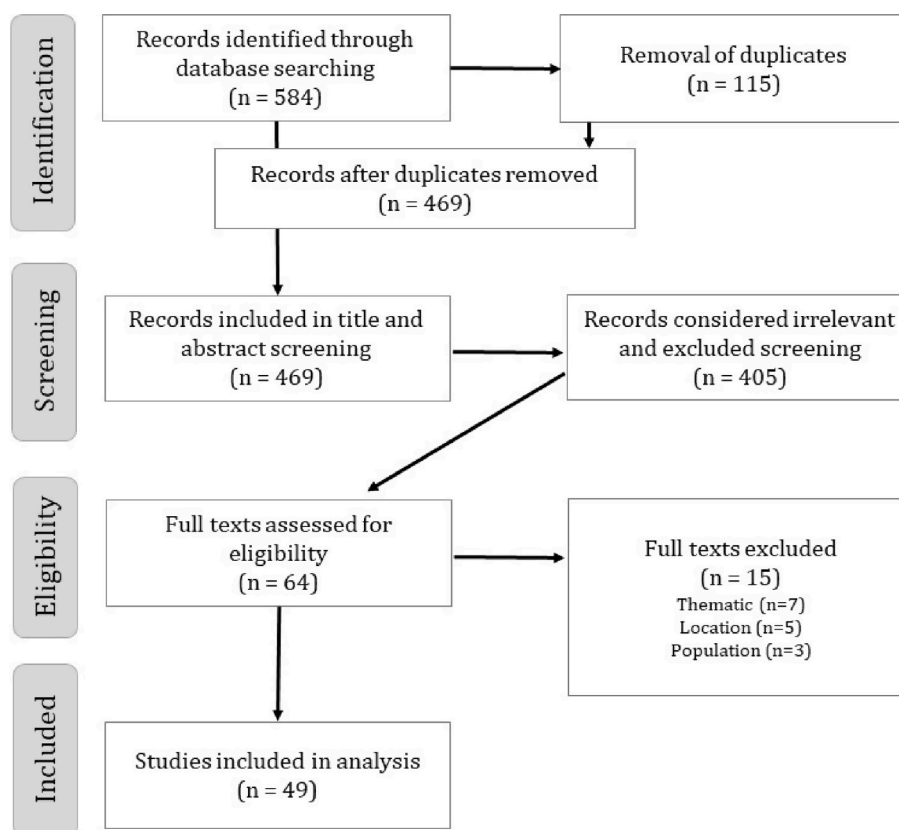 Identification
Records identified through
database searching
(n = 584)
Removal of duplicates
(n = 115)
Records after duplicates removed
(n = 469)
Screening
Records included in title and
abstract screening
(n = 469)
Records considered irrelevant
and excluded screening
(n = 405)
Eligibility
Full texts assessed for
eligibility
(n = 64)
Full texts excluded
(n = 15)
Thematic (n=7)
Location (n=5)
Population (n=3)
Included
Studies included in analysis
(n = 49)